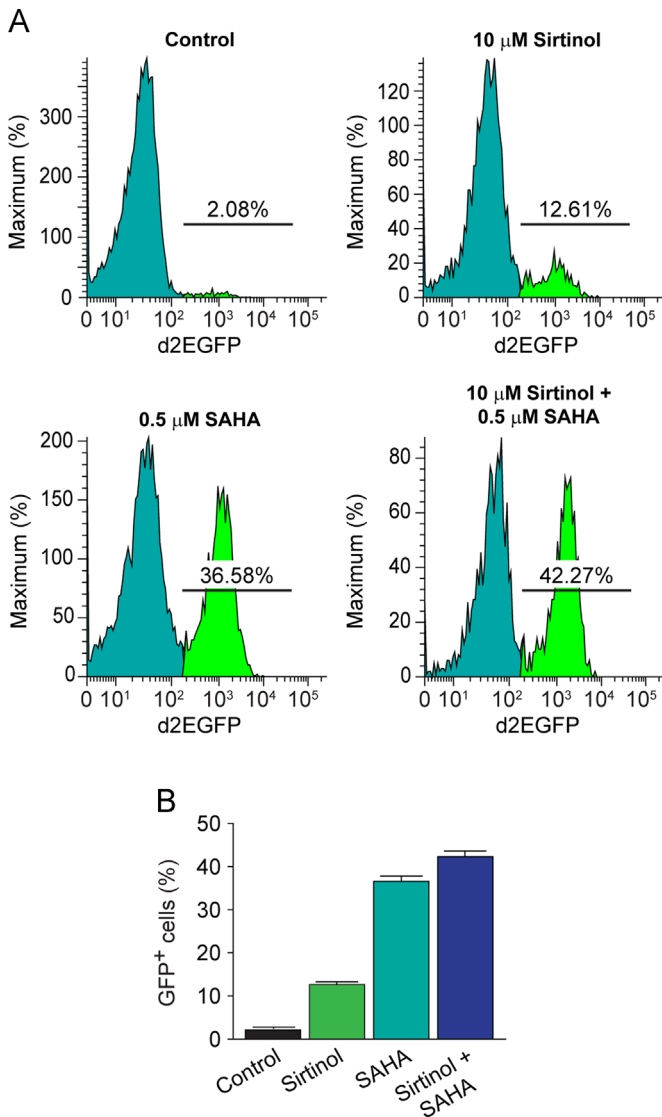 A
Control
Maximum (%)
300
200
100
0
2.08%
0 10¹ 10² 10³ 10⁴ 10⁵
d2EGFP
10 μM Sirtinol
Maximum (%)
120
100
80
60
40
20
0
12.61%
0 10¹ 10² 10³ 10⁴ 10⁵
d2EGFP
0.5 μM SAHA
Maximum (%)
200
150
100
50
0
36.58%
0 10¹ 10² 10³ 10⁴ 10⁵
d2EGFP
10 μM Sirtinol +
0.5 μM SAHA
Maximum (%)
80
60
40
20
0
42.27%
0 10¹ 10² 10³ 10⁴ 10⁵
d2EGFP
B
GFP⁺ cells (%)
50
40
30
20
10
0
Control
Sirtinol
SAHA
Sirtinol +
SAHA